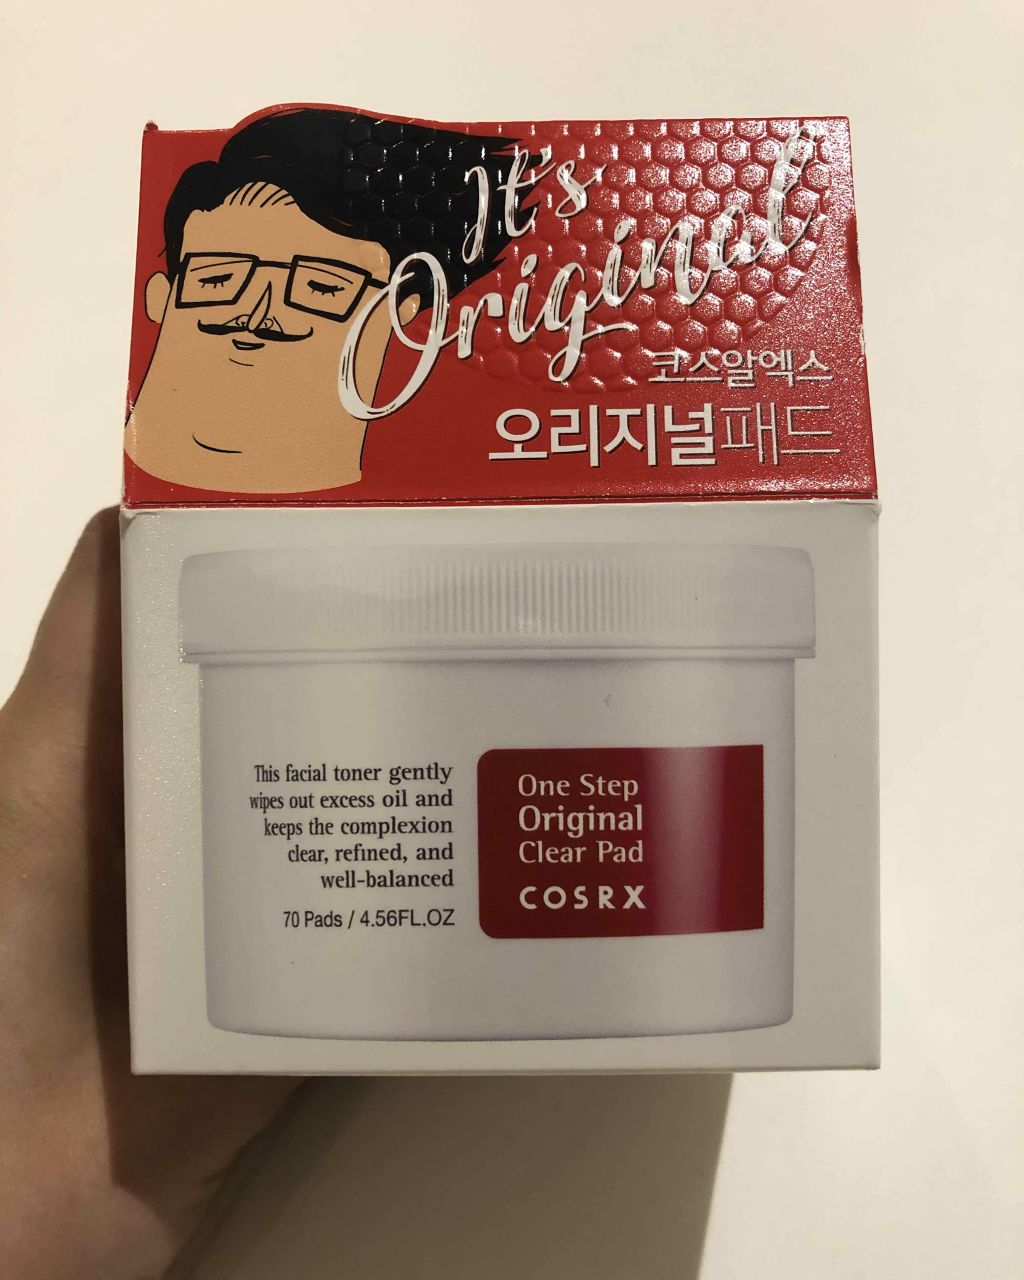 It's
Original
코스알엑스
오리지널패드
This facial toner gently
wipes out excess oil and
keeps the complexion
clear, refined, and
well-balanced
70 Pads / 4.56FL.OZ
One Step
Original
Clear Pad
COSRX